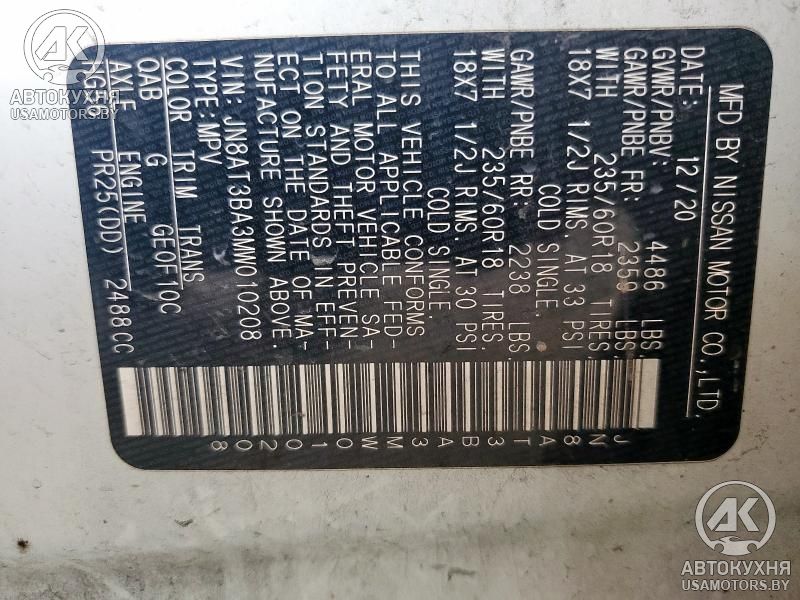 MFD BY NISSAN MOTOR CO.,LTD.
DATE: 12/20
GVWR/PNBV: 4486 LBS.
GAWR/PNBE FR: 2359 LBS.
WITH 235/60R18 TIRES.
18X7 1/2J RIMS. AT 33 PSI
COLD SINGLE.
GAWR/PNBE RR: 2238 LBS.
WITH 235/60R18 TIRES.
18X7 1/2J RIMS. AT 30 PSI
COLD SINGLE.
THIS VEHICLE CONFORMS
TO ALL APPLICABLE FED-
ERAL MOTOR VEHICLE SA-
FETY AND THEFT PREVEN-
TION STANDARDS IN EFF-
ECT ON THE DATE OF MA-
NUFACTURE SHOWN ABOVE.
VIN: JN8AT3BA3MW010208
TYPE: MPV
COLOR TRIM TRANS
QAB G GE0F10C
AXLE ENGINE
PR25(DD) 2488CC
JN8AT3BA3MW010208
АК
АВТОКУХНЯ
USAMOTORS.BY
АК
АВТОКУХНЯ
USAMOTORS.BY